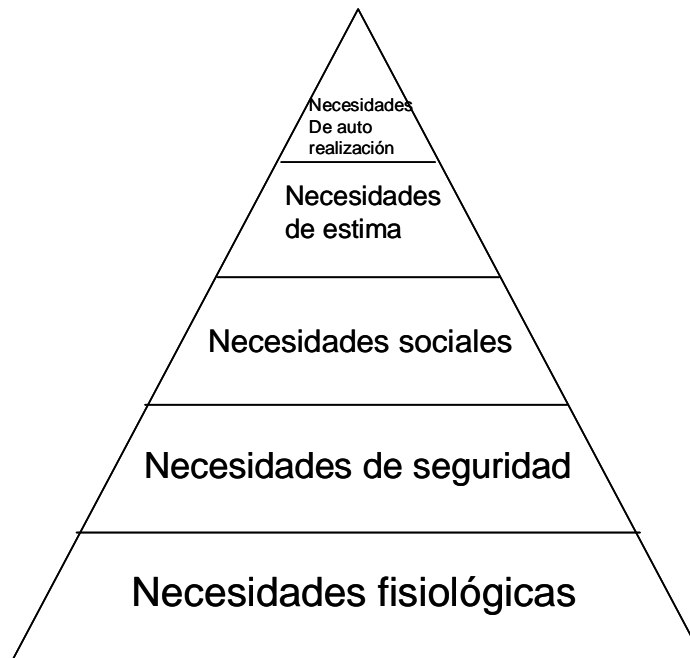 Necesidades
De auto
realización
Necesidades
de estima
Necesidades sociales
Necesidades de seguridad
Necesidades fisiológicas